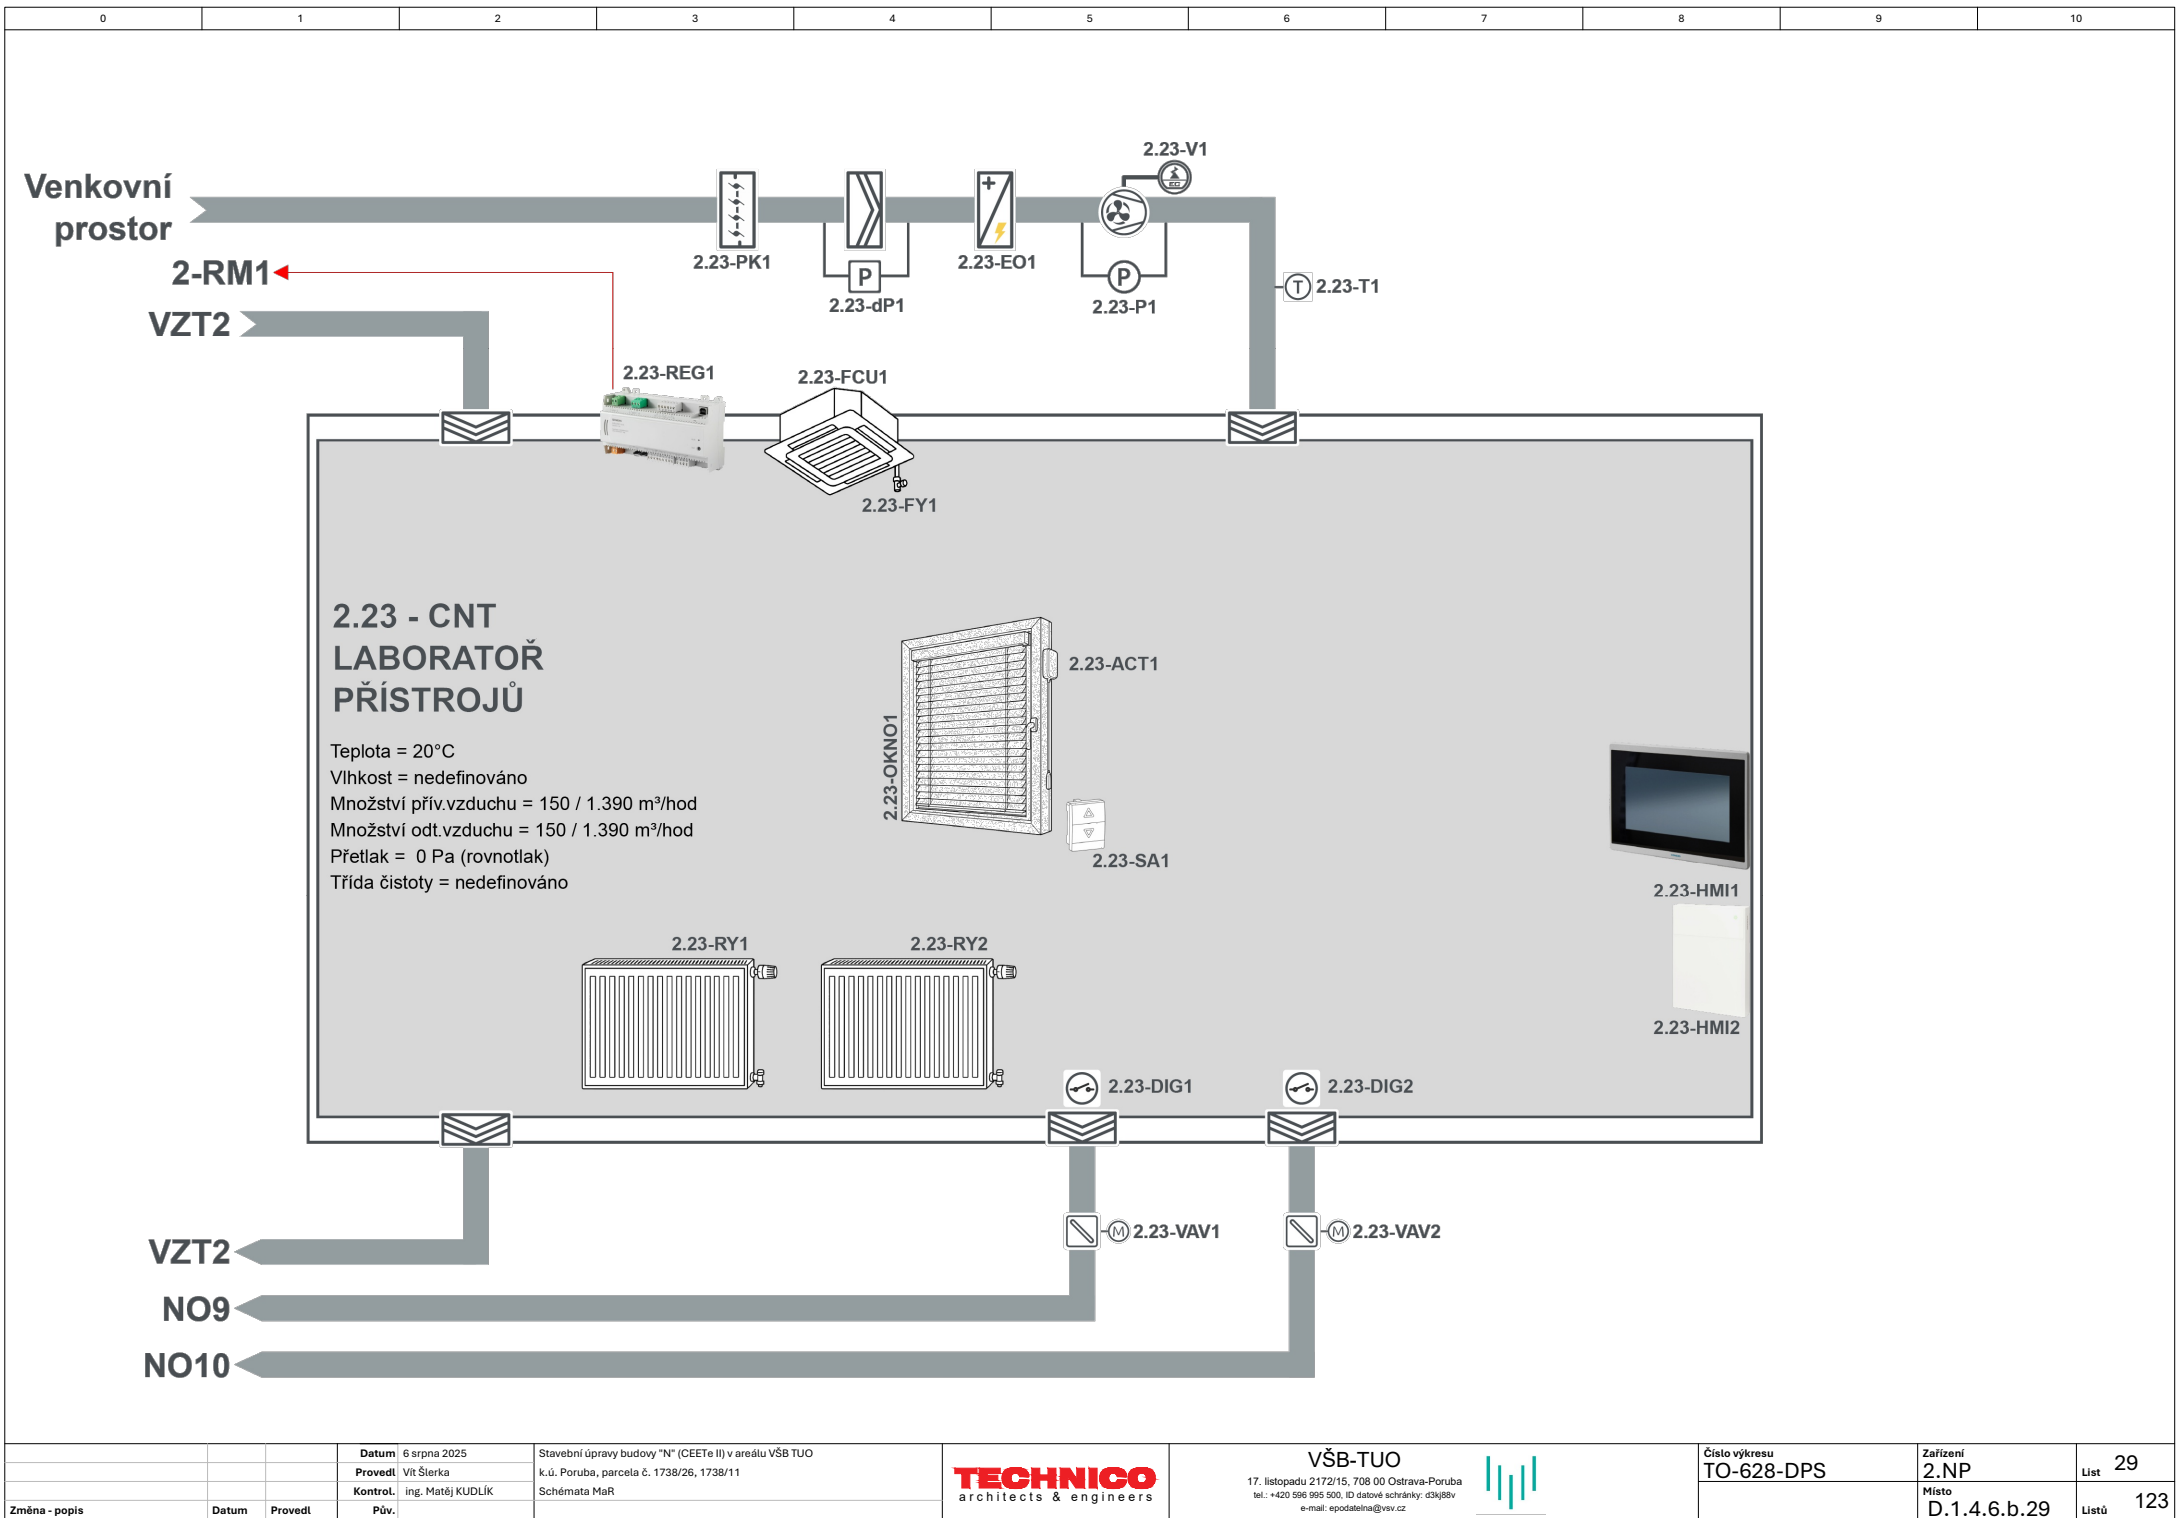 0 1 2 3 4 5 6 7 8 9 10
2.23-V1
Venkovní
prostor
2.23-PK1
P
2.23-dP1
2.23-EO1
P
2.23-P1
T 2.23-T1
2-RM1
VZT2
2.23-REG1
2.23-FCU1
2.23-FY1
2.23 - CNT
LABORATOŘ
PŘÍSTROJŮ
Teplota = 20°C
Vlhkost = nedefinováno
Množství přív.vzduchu = 150 / 1.390 m³/hod
Množství odt.vzduchu = 150 / 1.390 m³/hod
Přetlak = 0 Pa (rovnotlak)
Třída čistoty = nedefinováno
2.23-OKNO1
2.23-ACT1
2.23-SA1
2.23-HMI1
2.23-HMI2
2.23-RY1
2.23-RY2
2.23-DIG1
2.23-DIG2
M 2.23-VAV1
M 2.23-VAV2
VZT2
NO9
NO10
Změna - popis Datum Provedl
Datum 6 srpna 2025
Provedl Vít Šlerka
Kontrol. ing. Matěj KUDLÍK
Pův.
Stavební úpravy budovy "N" (CEETe II) v areálu VŠB TUO
k.ú. Poruba, parcela č. 1738/26, 1738/11
Schémata MaR
TECHNICO
architects & engineers
VŠB-TUO
17. listopadu 2172/15, 708 00 Ostrava-Poruba
tel.: +420 596 995 500, ID datové schránky: d3kj88v
e-mail: epodatelna@vsv.cz
Číslo výkresu
TO-628-DPS
Zařízení
2.NP
Místo
D.1.4.6.b.29
List 29
Listů 123